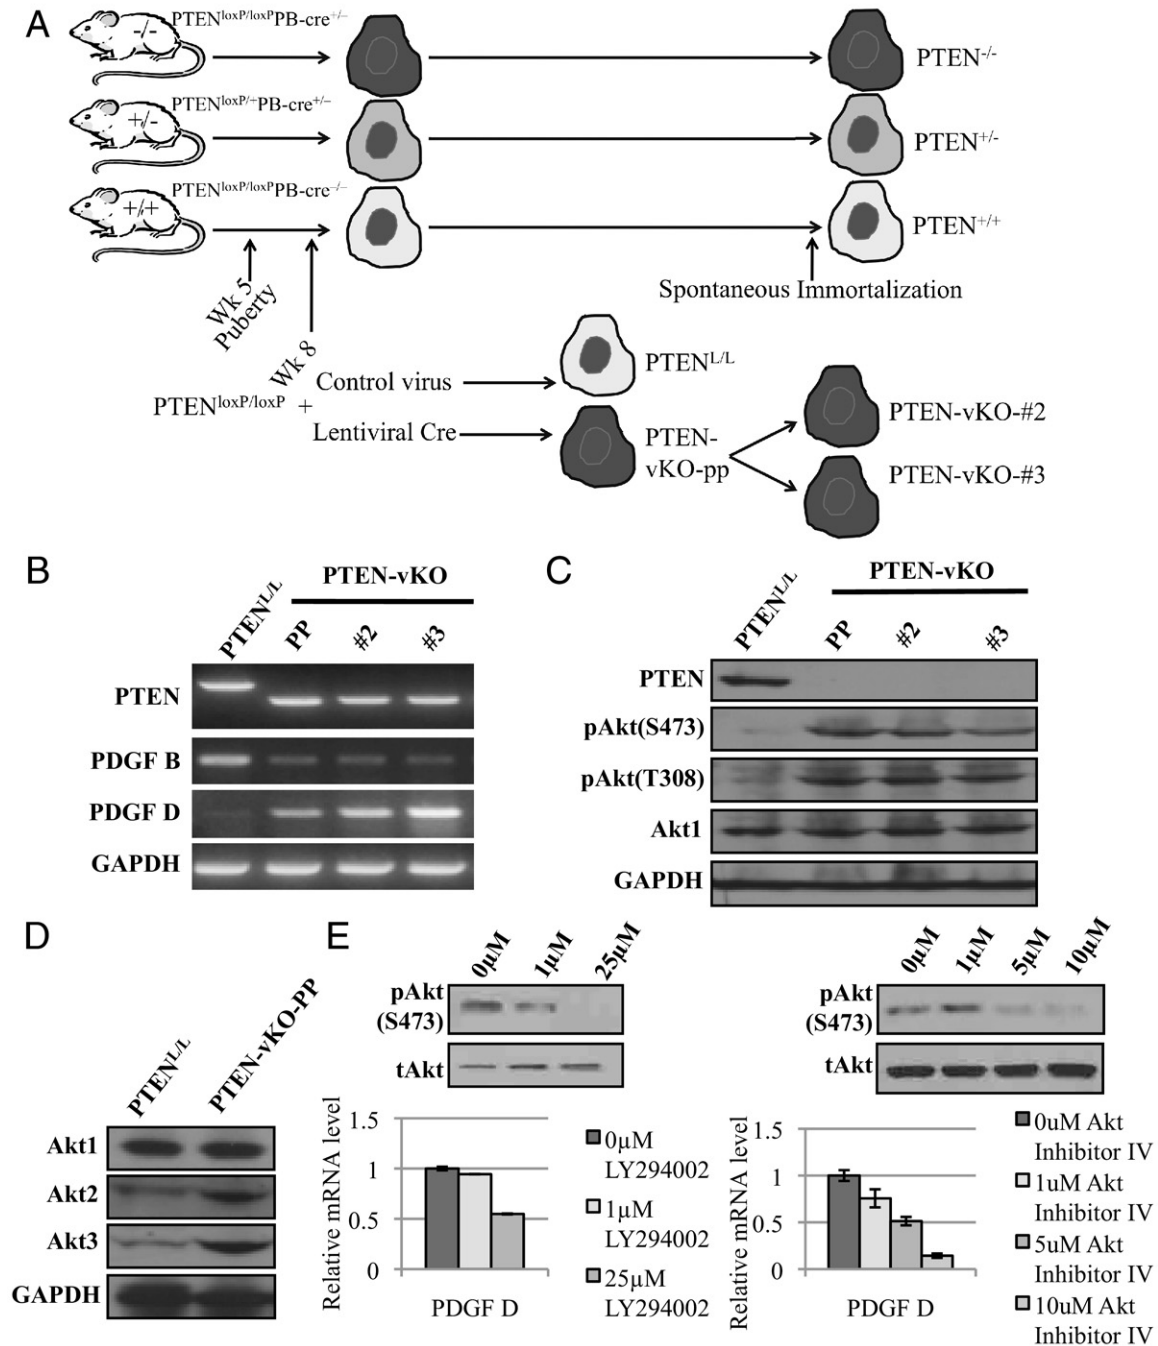 A
-/-
PTENloxP/loxPPB-cre+/–
PTEN-/-
+/-
PTENloxP/+PB-cre+/–
PTEN+/-
+/+
PTENloxP/loxPPB-cre–/–
PTEN+/+
Wk 5
Puberty
Wk 8
Spontaneous Immortalization
PTENloxP/loxP +
Control virus
Lentiviral Cre
PTENL/L
PTEN-
vKO-pp
PTEN-vKO-#2
PTEN-vKO-#3
B
PTENL/L
PTEN-vKO
PP
#2
#3
PTEN
PDGF B
PDGF D
GAPDH
C
PTENL/L
PTEN-vKO
PP
#2
#3
PTEN
pAkt(S473)
pAkt(T308)
Akt1
GAPDH
D
PTENL/L
PTEN-vKO-PP
Akt1
Akt2
Akt3
GAPDH
E
0µM
1µM
25µM
pAkt
(S473)
tAkt
Relative mRNA level
1.5
1
0.5
0
PDGF D
0µM
LY294002
1µM
LY294002
25µM
LY294002
0µM
1µM
5µM
10µM
pAkt
(S473)
tAkt
Relative mRNA level
1.5
1
0.5
0
PDGF D
0uM Akt
Inhibitor IV
1uM Akt
Inhibitor IV
5uM Akt
Inhibitor IV
10uM Akt
Inhibitor IV